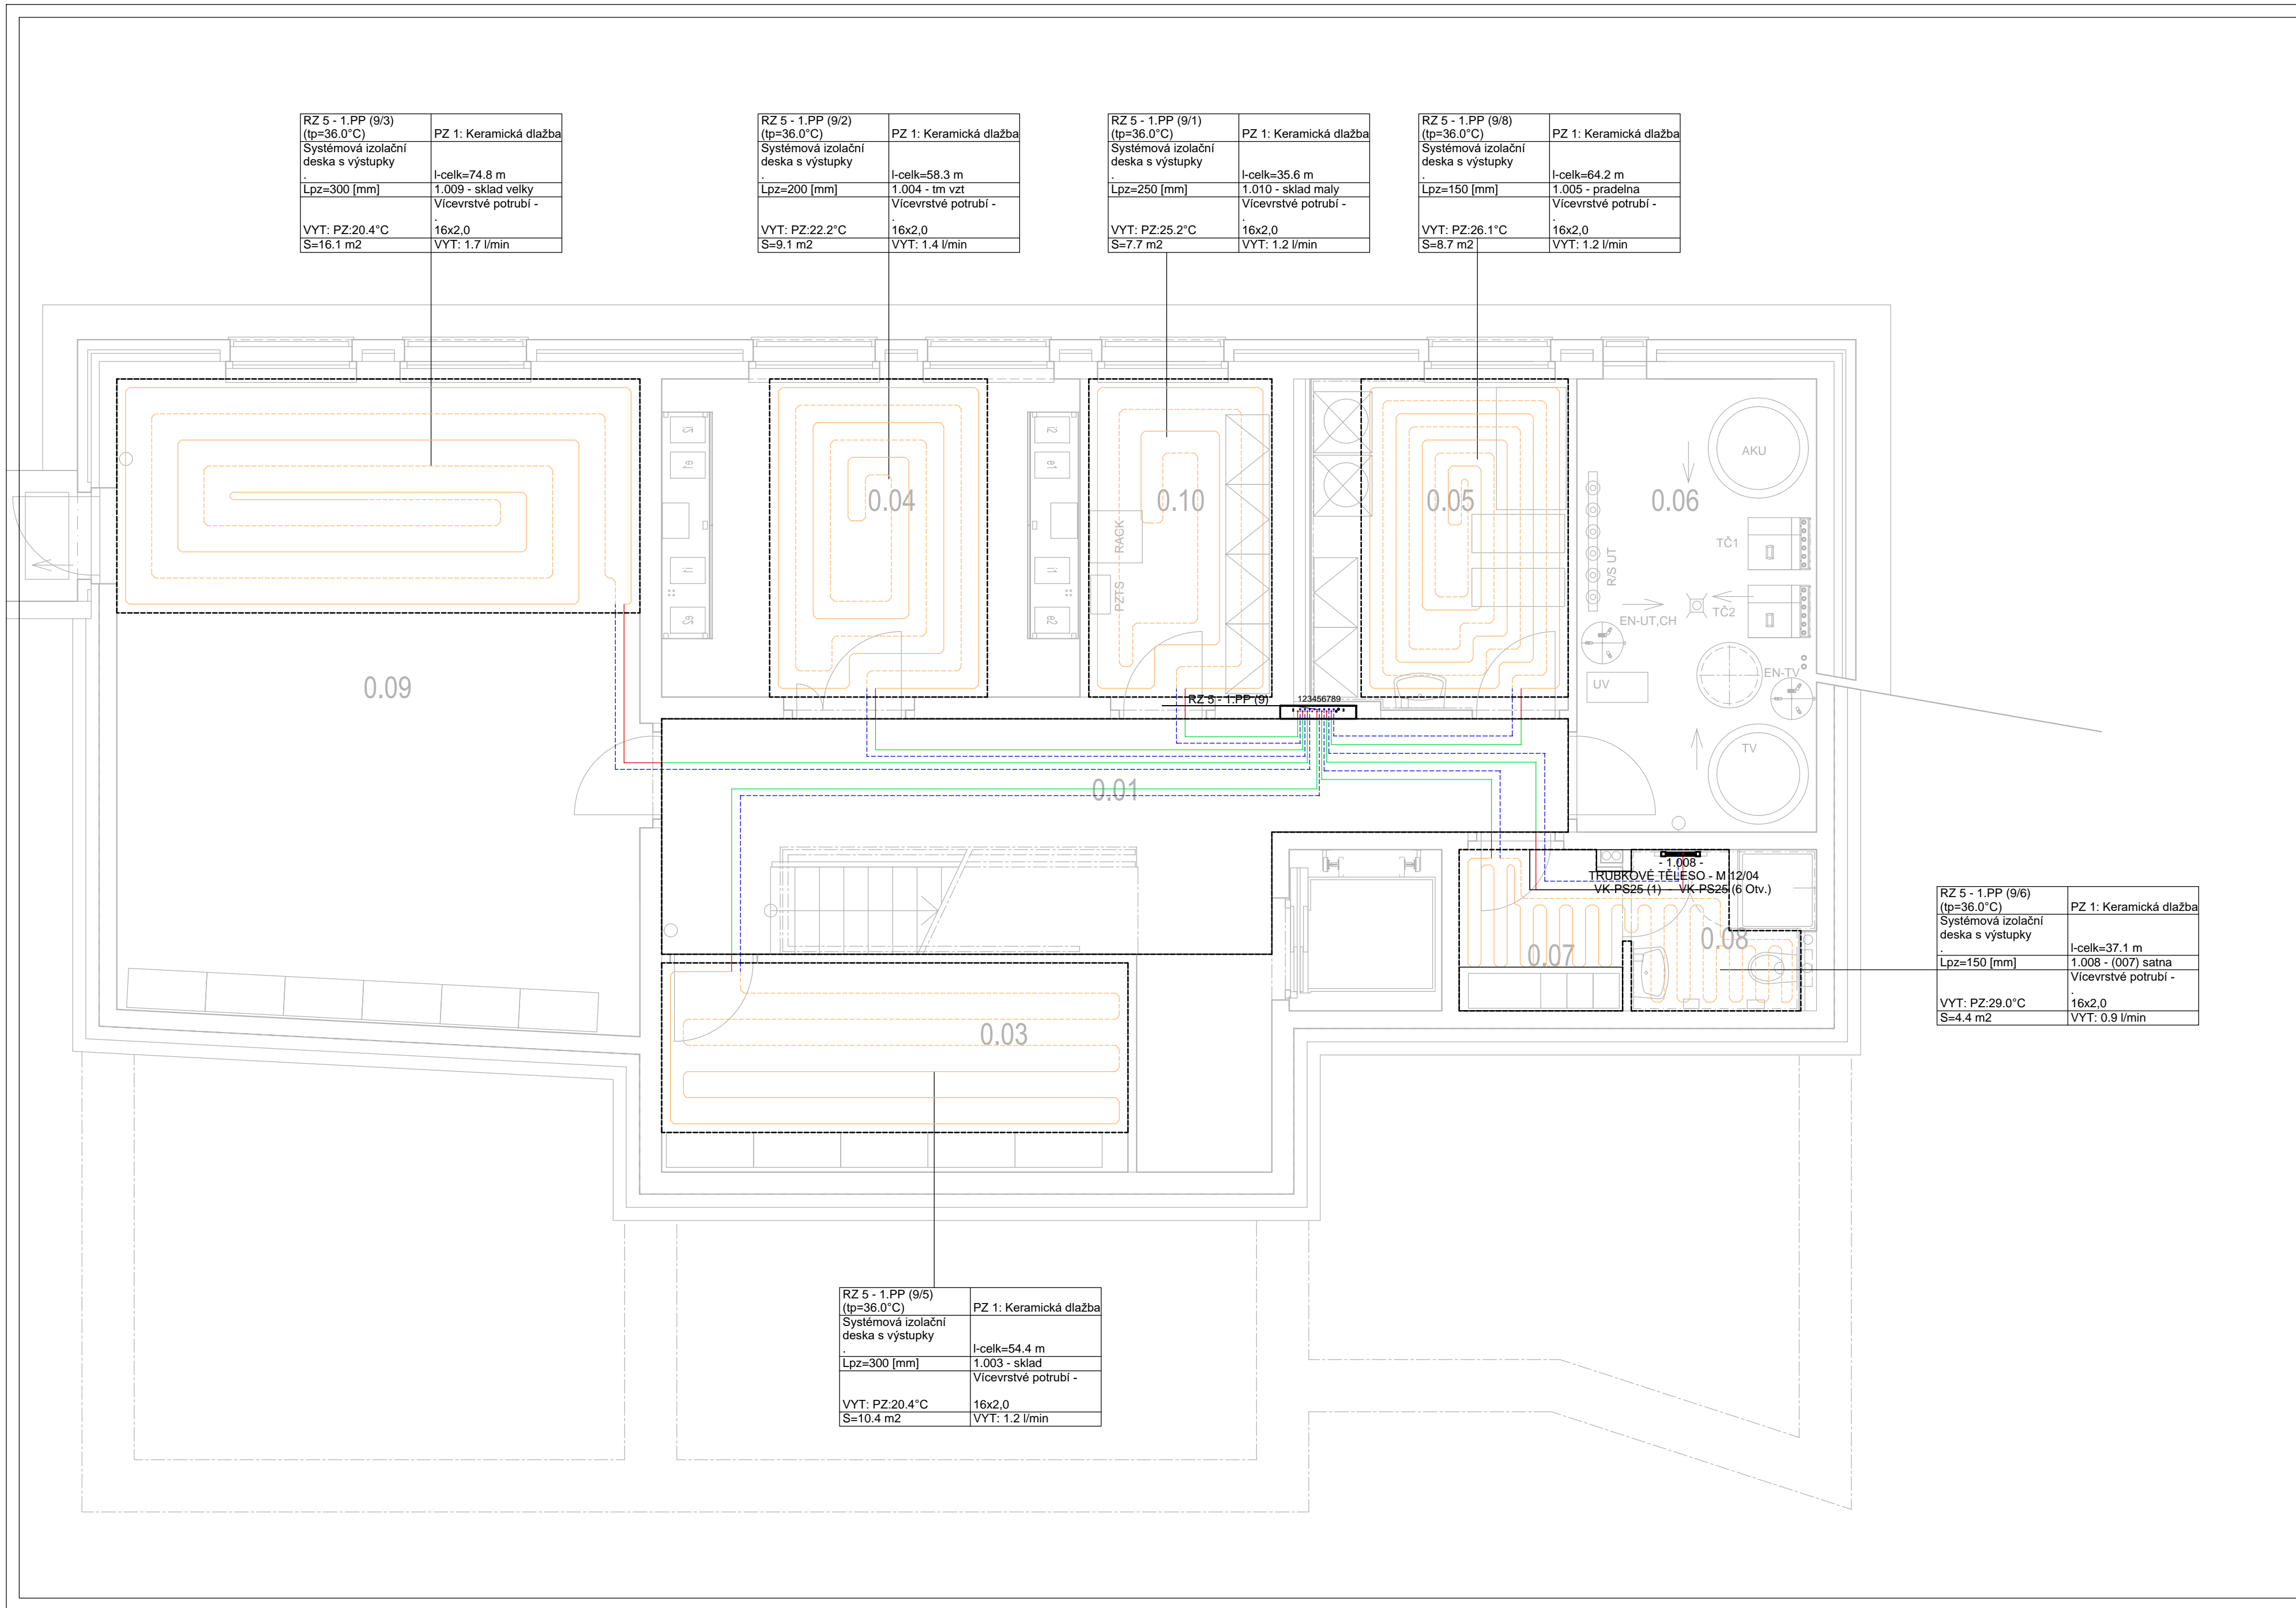 RZ 5 - 1.PP (9/3)
(tp=36.0°C)
PZ 1: Keramická dlažba
Systémová izolační
deska s výstupky
.
l-celk=74.8 m
Lpz=300 [mm]
1.009 - sklad velky
Vícevrstvé potrubí -
.
VYT: PZ:20.4°C
16x2,0
S=16.1 m2
VYT: 1.7 l/min
RZ 5 - 1.PP (9/2)
(tp=36.0°C)
PZ 1: Keramická dlažba
Systémová izolační
deska s výstupky
.
l-celk=58.3 m
Lpz=200 [mm]
1.004 - tm vzt
Vícevrstvé potrubí -
.
VYT: PZ:22.2°C
16x2,0
S=9.1 m2
VYT: 1.4 l/min
RZ 5 - 1.PP (9/1)
(tp=36.0°C)
PZ 1: Keramická dlažba
Systémová izolační
deska s výstupky
.
l-celk=35.6 m
Lpz=250 [mm]
1.010 - sklad maly
Vícevrstvé potrubí -
.
VYT: PZ:25.2°C
16x2,0
S=7.7 m2
VYT: 1.2 l/min
RZ 5 - 1.PP (9/8)
(tp=36.0°C)
PZ 1: Keramická dlažba
Systémová izolační
deska s výstupky
.
l-celk=64.2 m
Lpz=150 [mm]
1.005 - pradelna
Vícevrstvé potrubí -
.
VYT: PZ:26.1°C
16x2,0
S=8.7 m2
VYT: 1.2 l/min
AKU
0.04
0.10
0.05
0.06
RACK
PZTS
R/S UT
TČ1
TČ2
EN-UT,CH
EN-TV
UV
TV
e1
i1
e2
i2
e1
i1
e2
0.09
RZ 5 - 1.PP (9)
123456789
0.01
- 1.008 -
TRUBKOVÉ TĚLESO - M 12/04
VK-PS25 (1) - VK-PS25 (6 Otv.)
0.07
0.08
RZ 5 - 1.PP (9/6)
(tp=36.0°C)
PZ 1: Keramická dlažba
Systémová izolační
deska s výstupky
.
l-celk=37.1 m
Lpz=150 [mm]
1.008 - (007) satna
Vícevrstvé potrubí -
.
VYT: PZ:29.0°C
16x2,0
S=4.4 m2
VYT: 0.9 l/min
0.03
RZ 5 - 1.PP (9/5)
(tp=36.0°C)
PZ 1: Keramická dlažba
Systémová izolační
deska s výstupky
.
l-celk=54.4 m
Lpz=300 [mm]
1.003 - sklad
Vícevrstvé potrubí -
VYT: PZ:20.4°C
16x2,0
S=10.4 m2
VYT: 1.2 l/min